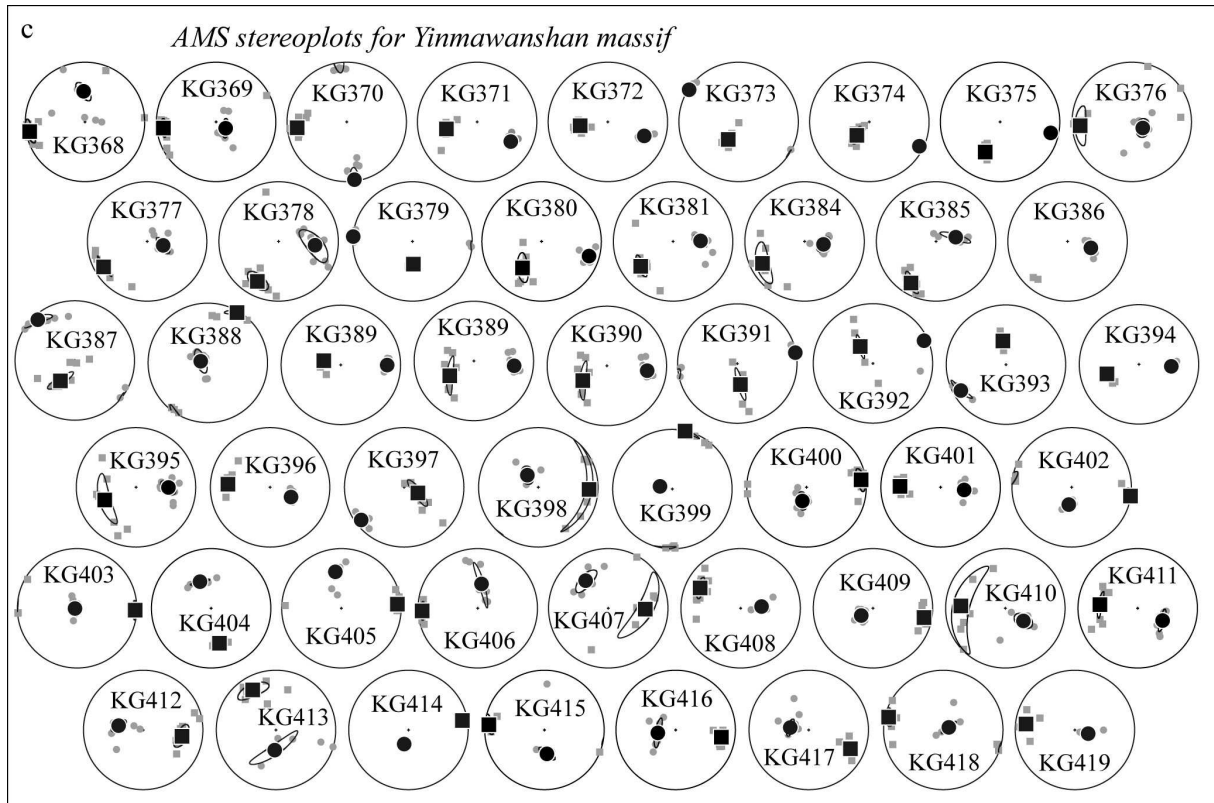 c
AMS stereoplots for Yinmawanshan massif
KG368 KG369 KG370 KG371 KG372 KG373 KG374 KG375 KG376
KG377 KG378 KG379 KG380 KG381 KG384 KG385 KG386
KG387 KG388 KG389 KG389 KG390 KG391 KG392 KG393 KG394
KG395 KG396 KG397 KG398 KG399 KG400 KG401 KG402
KG403 KG404 KG405 KG406 KG407 KG408 KG409 KG410 KG411
KG412 KG413 KG414 KG415 KG416 KG417 KG418 KG419